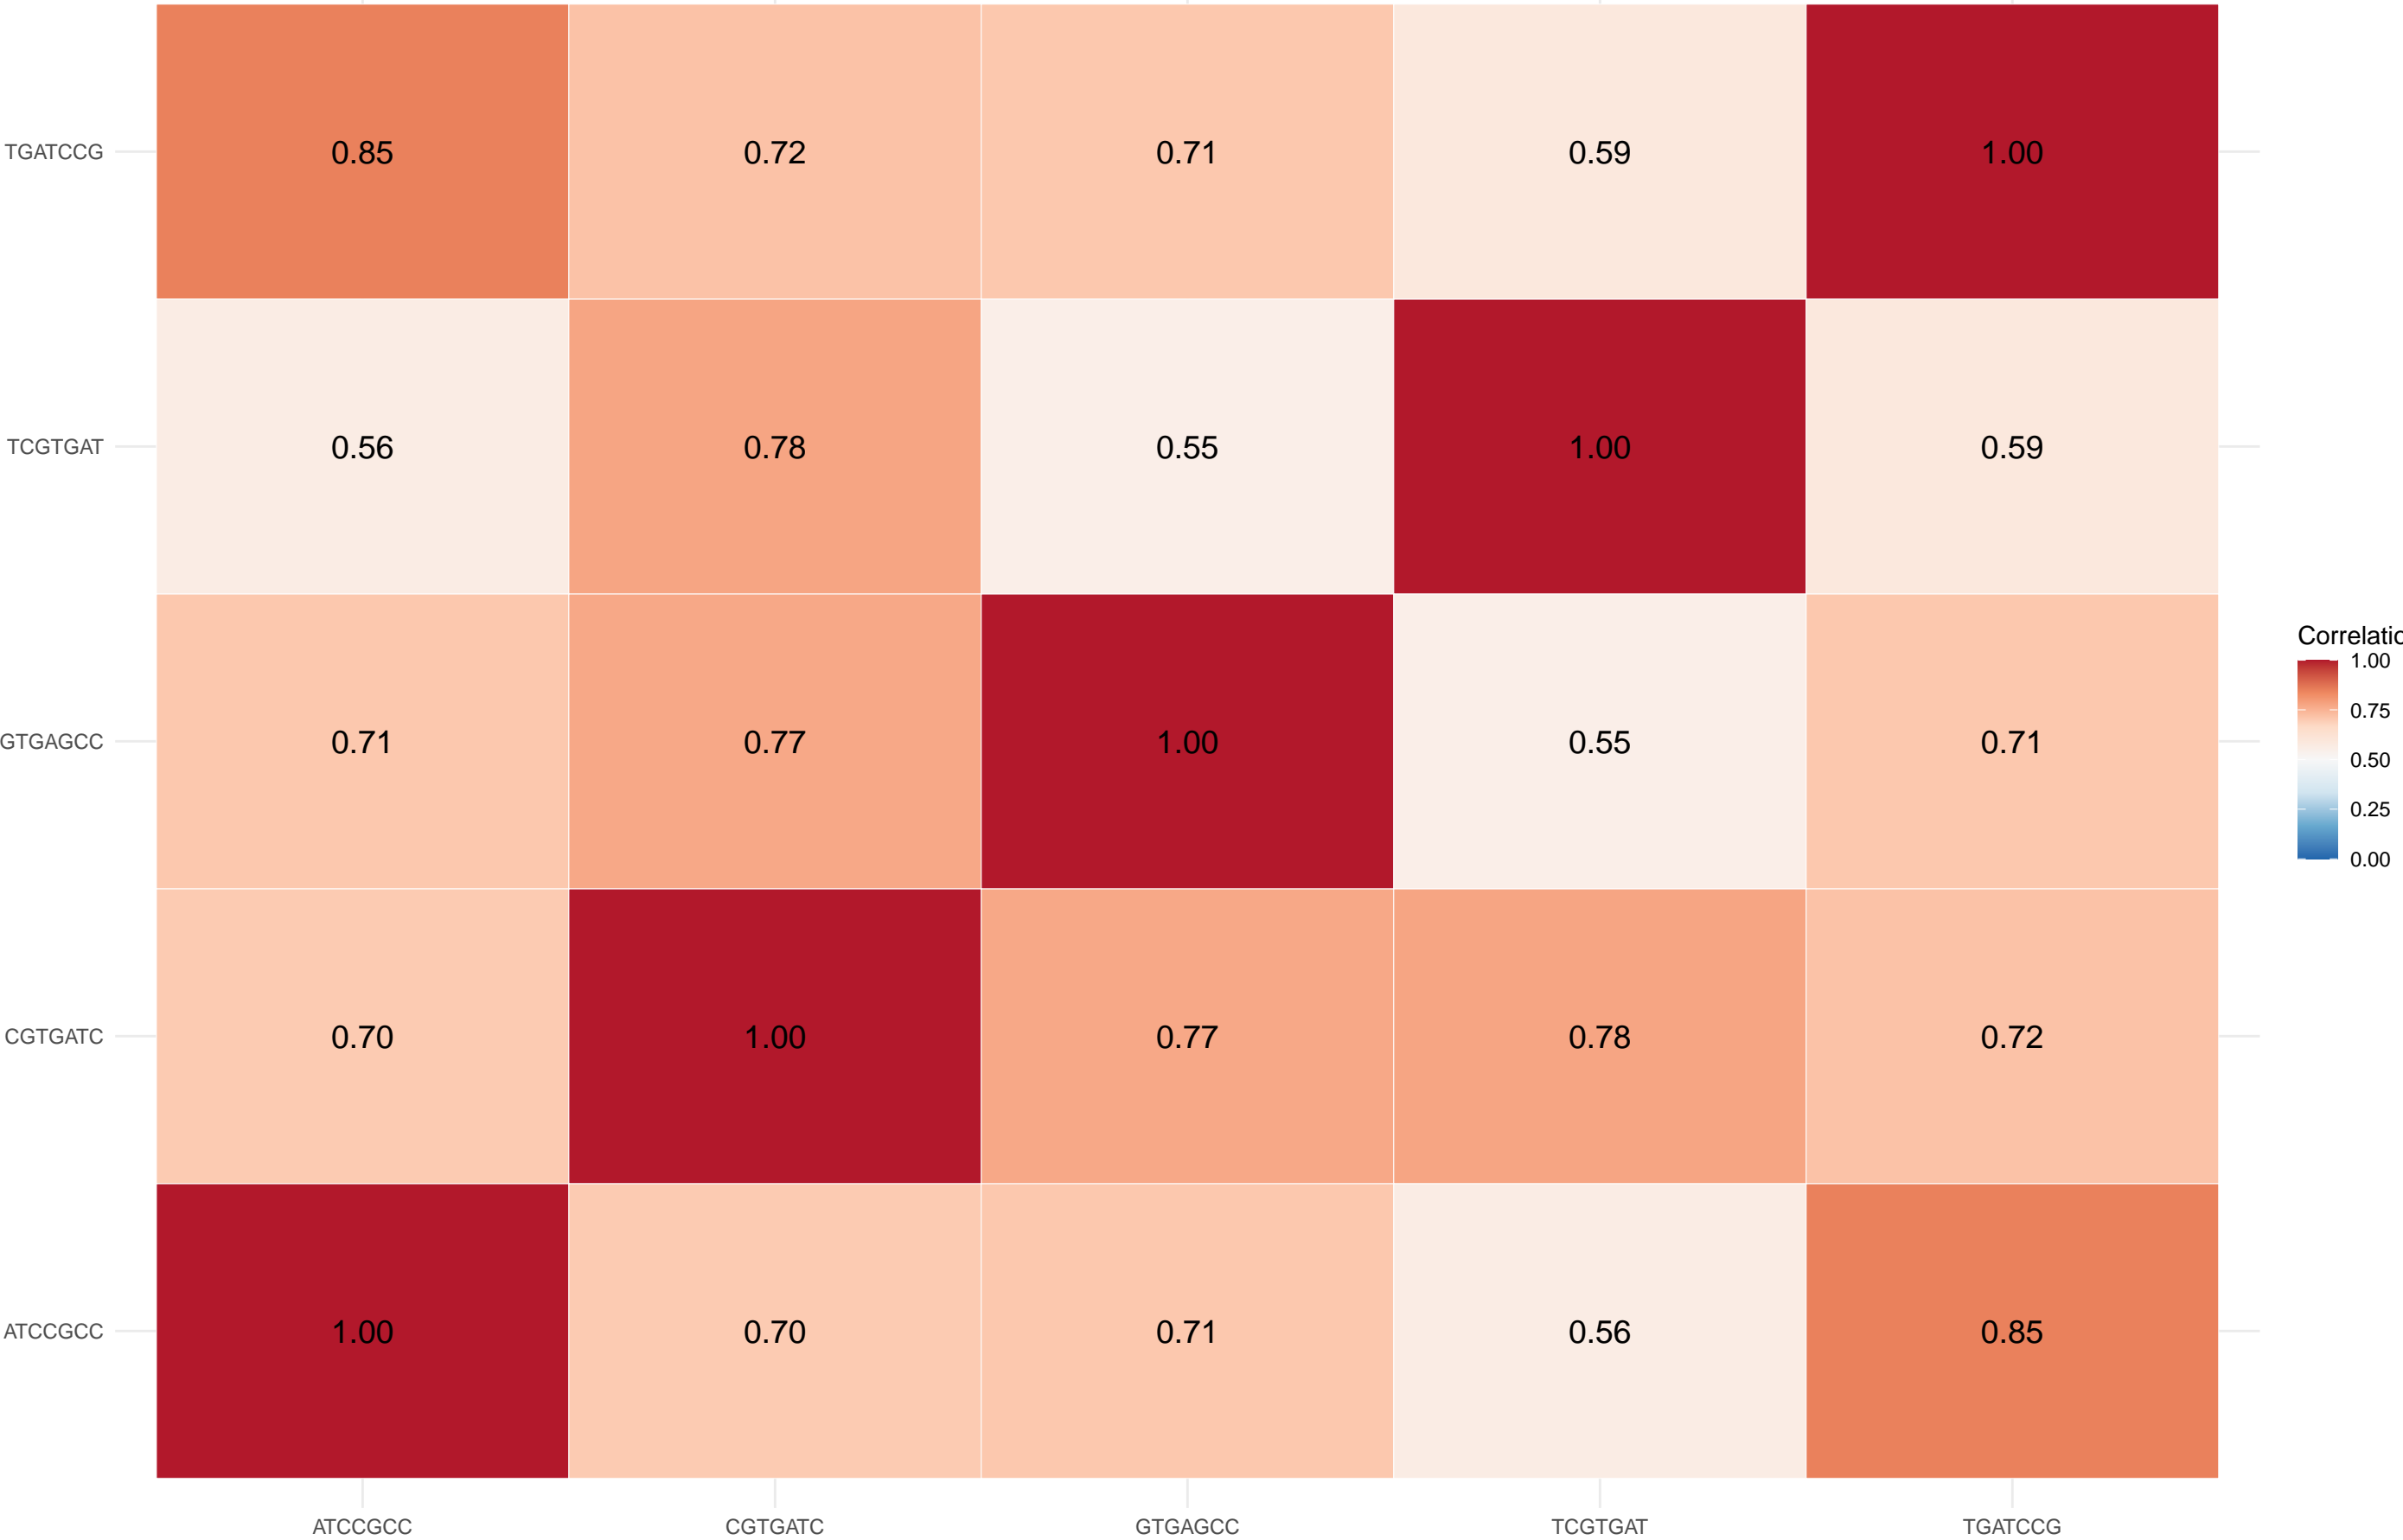 TGATCCG 0.85 0.72 0.71 0.59 1.00
TCGTGAT 0.56 0.78 0.55 1.00 0.59
GTGAGCC 0.71 0.77 1.00 0.55 0.71
CGTGATC 0.70 1.00 0.77 0.78 0.72
ATCCGCC 1.00 0.70 0.71 0.56 0.85
ATCCGCC CGTGATC GTGAGCC TCGTGAT TGATCCG
Correlatio
1.00
0.75
0.50
0.25
0.00